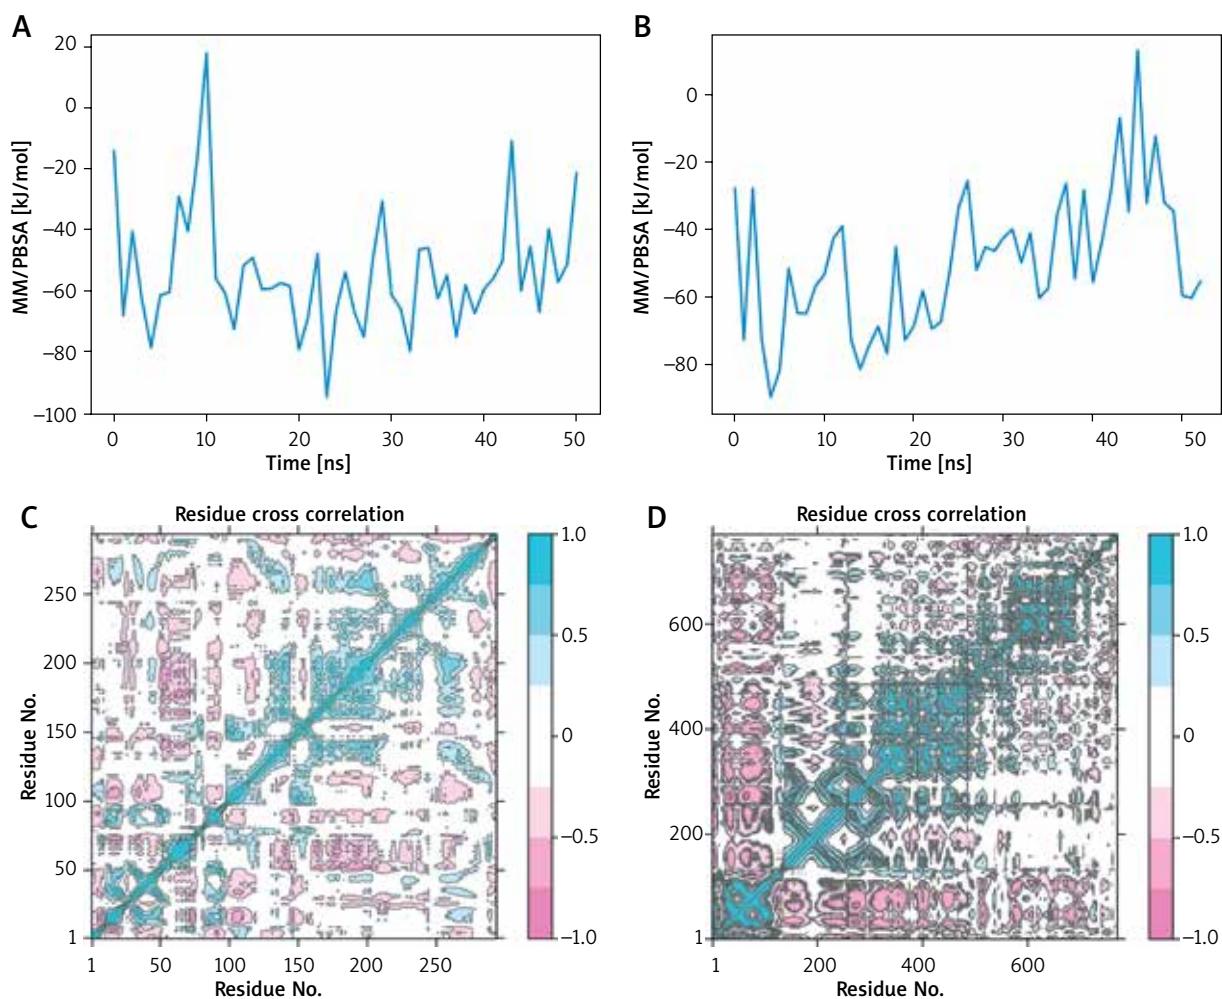 A
20
0
−20
−40
−60
−80
−100
MM/PBSA [kJ/mol]
0 10 20 30 40 50
Time [ns]
B
0
−20
−40
−60
−80
MM/PBSA [kJ/mol]
0 10 20 30 40 50
Time [ns]
C
Residue cross correlation
250
200
150
100
50
1
Residue No.
1 50 100 150 200 250
Residue No.
1.0
0.5
0
−0.5
−1.0
D
Residue cross correlation
600
400
200
1
Residue No.
1 200 400 600
Residue No.
1.0
0.5
0
−0.5
−1.0